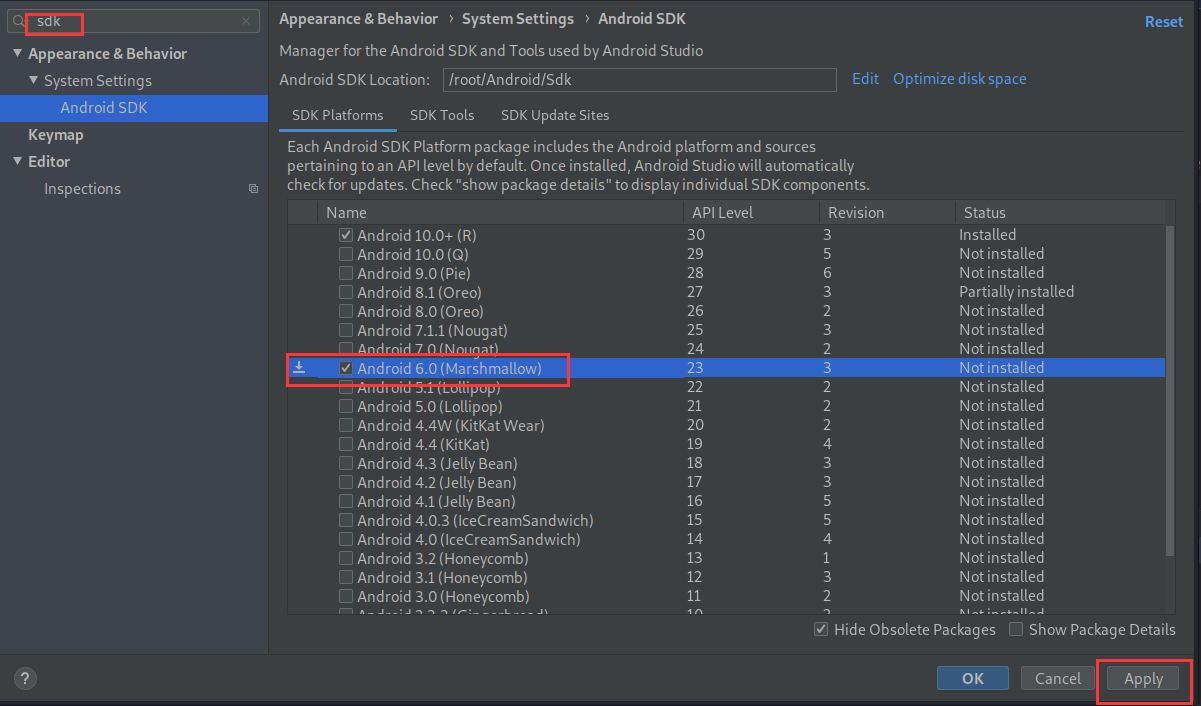 sdk
Appearance & Behavior
System Settings
Android SDK
Keymap
Editor
Inspections
Appearance & Behavior › System Settings › Android SDK
Reset
Manager for the Android SDK and Tools used by Android Studio
Android SDK Location: /root/Android/Sdk Edit Optimize disk space
SDK Platforms SDK Tools SDK Update Sites
Each Android SDK Platform package includes the Android platform and sources
pertaining to an API level by default. Once installed, Android Studio will automatically
check for updates. Check "show package details" to display individual SDK components.
Name API Level Revision Status
Android 10.0+ (R) 30 3 Installed
Android 10.0 (Q) 29 5 Not installed
Android 9.0 (Pie) 28 6 Not installed
Android 8.1 (Oreo) 27 3 Partially installed
Android 8.0 (Oreo) 26 2 Not installed
Android 7.1.1 (Nougat) 25 3 Not installed
Android 7.0 (Nougat) 24 2 Not installed
Android 6.0 (Marshmallow) 23 3 Not installed
Android 5.1 (Lollipop) 22 2 Not installed
Android 5.0 (Lollipop) 21 2 Not installed
Android 4.4W (KitKat Wear) 20 2 Not installed
Android 4.4 (KitKat) 19 4 Not installed
Android 4.3 (Jelly Bean) 18 3 Not installed
Android 4.2 (Jelly Bean) 17 3 Not installed
Android 4.1 (Jelly Bean) 16 5 Not installed
Android 4.0.3 (IceCreamSandwich) 15 5 Not installed
Android 4.0 (IceCreamSandwich) 14 4 Not installed
Android 3.2 (Honeycomb) 13 1 Not installed
Android 3.1 (Honeycomb) 12 3 Not installed
Android 3.0 (Honeycomb) 11 2 Not installed
Android 2.3.3 (Gingerbread) 10 2 Not installed
Hide Obsolete Packages Show Package Details
? OK Cancel Apply